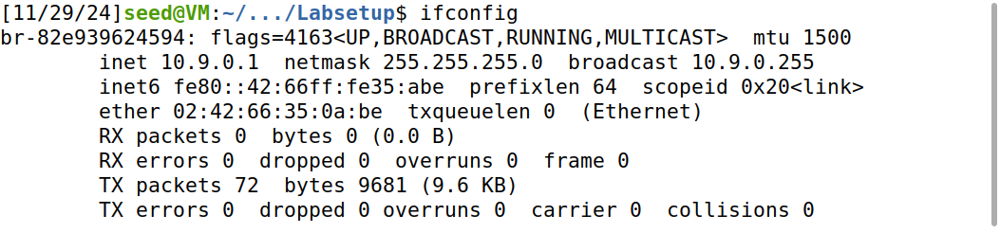 [11/29/24]seed@VM:~/.../Labsetup$ ifconfig
br-82e939624594: flags=4163<UP,BROADCAST,RUNNING,MULTICAST>  mtu 1500
        inet 10.9.0.1  netmask 255.255.255.0  broadcast 10.9.0.255
        inet6 fe80::42:66ff:fe35:abe  prefixlen 64  scopeid 0x20<link>
        ether 02:42:66:35:0a:be  txqueuelen 0  (Ethernet)
        RX packets 0  bytes 0 (0.0 B)
        RX errors 0  dropped 0  overruns 0  frame 0
        TX packets 72  bytes 9681 (9.6 KB)
        TX errors 0  dropped 0 overruns 0  carrier 0  collisions 0